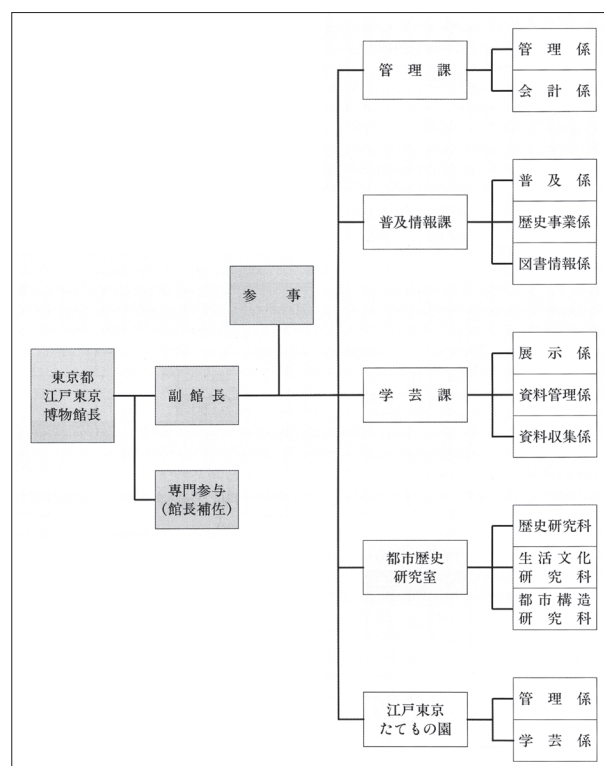 管理課
管理係
会計係
普及情報課
普及係
歴史事業係
図書情報係
参事
東京都
江戸東京
博物館長
副館長
専門参与
(館長補佐)
学芸課
展示係
資料管理係
資料収集係
都市歴史
研究室
歴史研究科
生活文化
研究科
都市構造
研究科
江戸東京
たてもの園
管理係
学芸係